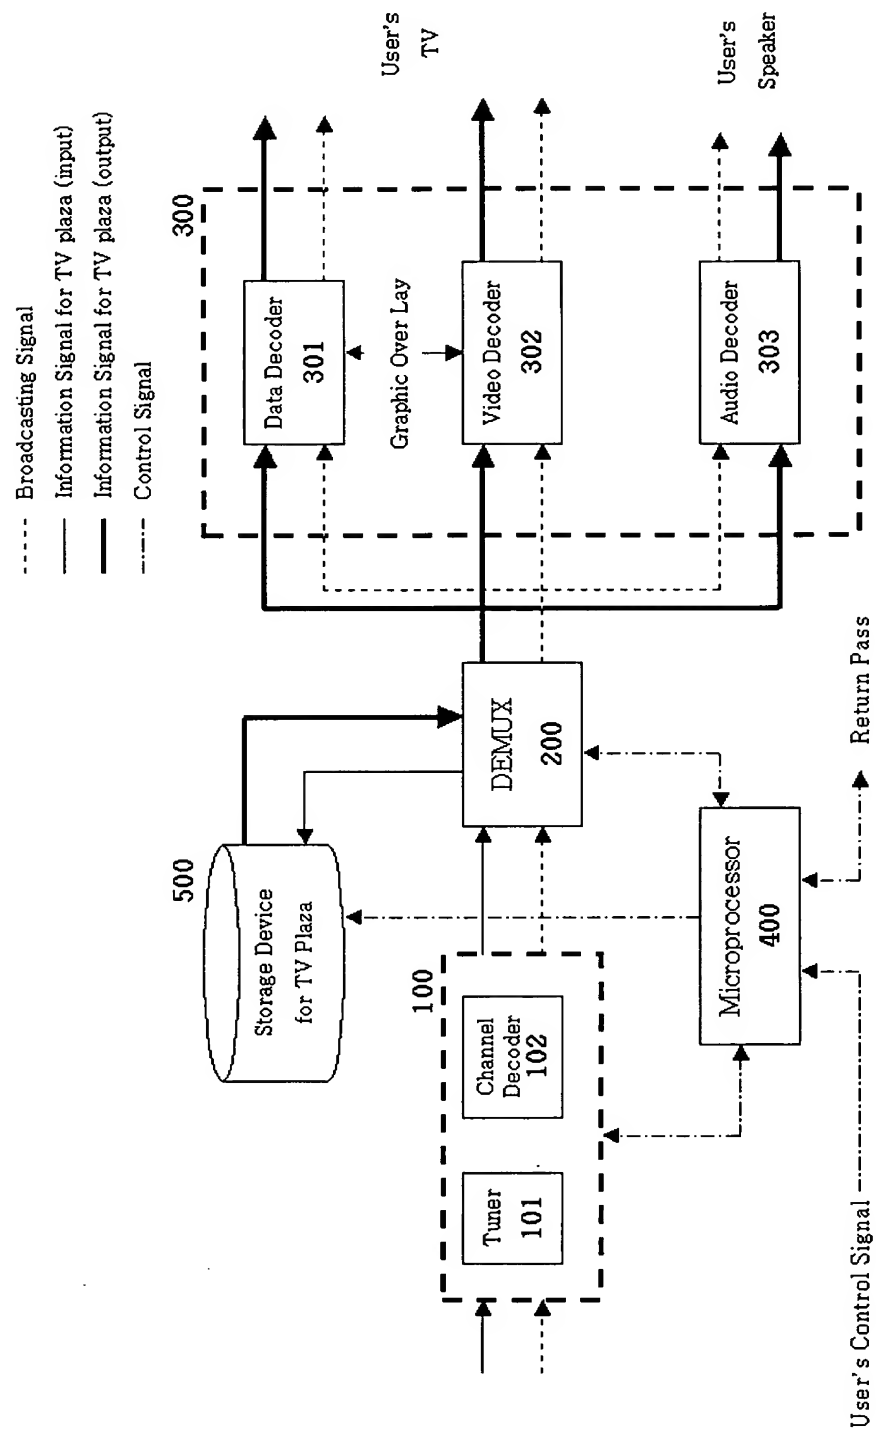 Broadcasting Signal
Information Signal for TV plaza (input)
Information Signal for TV plaza (output)
Control Signal
500
Storage Device
for TV Plaza
300
Data Decoder
301
User's
TV
Graphic Over Lay
100
Tuner
101
Channel
Decoder
102
DEMUX
200
Video Decoder
302
Microprocessor
400
Audio Decoder
303
User's
Speaker
User's Control Signal
Return Pass